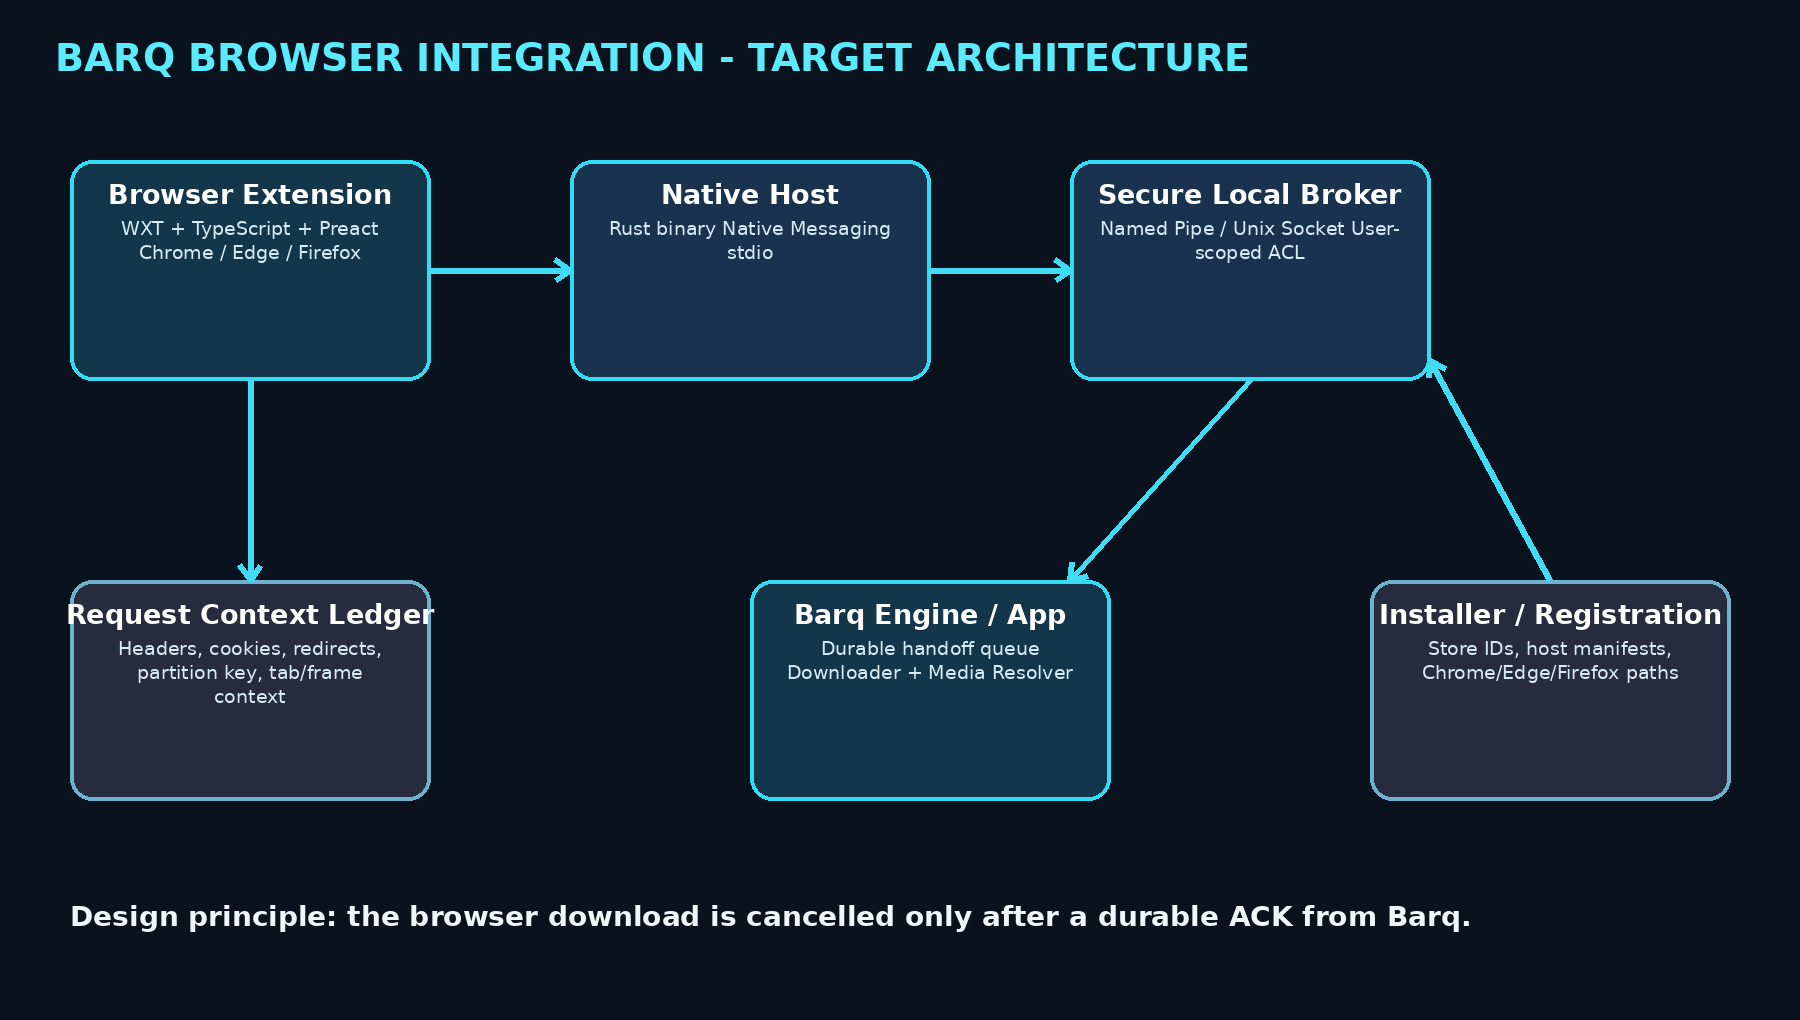 BARQ BROWSER INTEGRATION - TARGET ARCHITECTURE
Browser Extension
WXT + TypeScript + Preact
Chrome / Edge / Firefox
Native Host
Rust binary Native Messaging
stdio
Secure Local Broker
Named Pipe / Unix Socket User-
scoped ACL
Request Context Ledger
Headers, cookies, redirects,
partition key, tab/frame
context
Barq Engine / App
Durable handoff queue
Downloader + Media Resolver
Installer / Registration
Store IDs, host manifests,
Chrome/Edge/Firefox paths
Design principle: the browser download is cancelled only after a durable ACK from Barq.